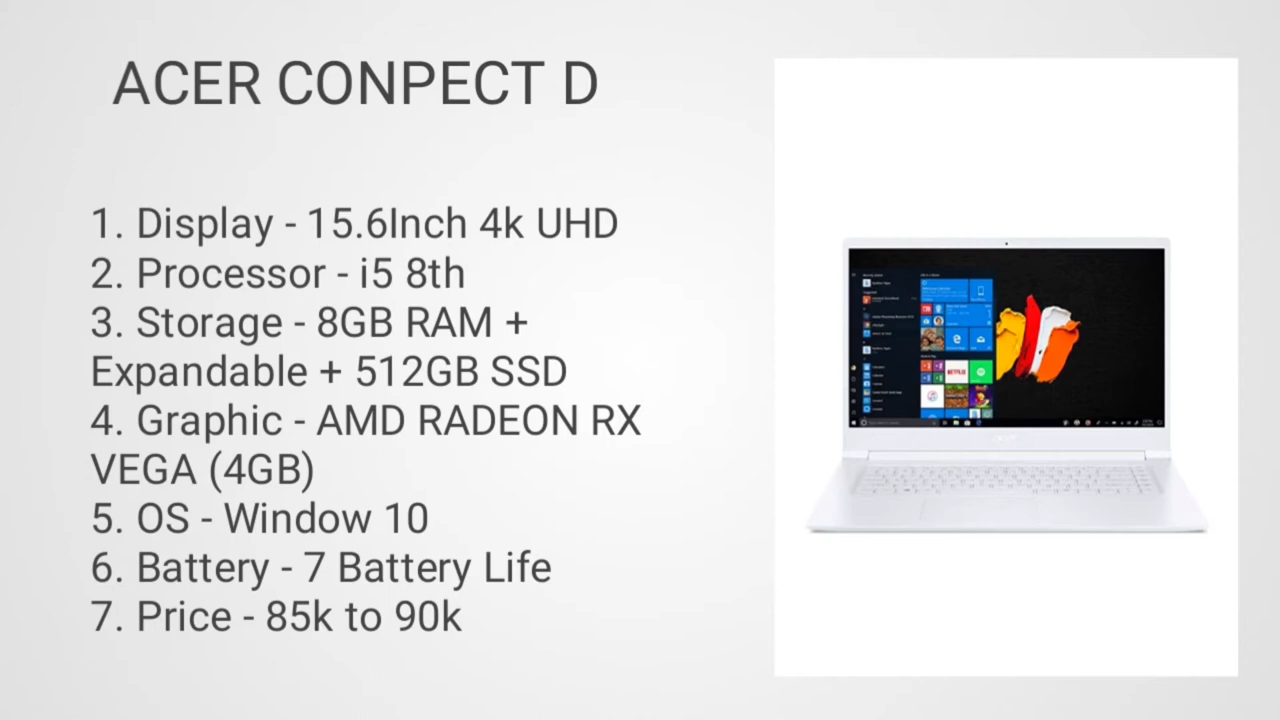 ACER CONPECT D
1. Display - 15.6Inch 4k UHD
2. Processor - i5 8th
3. Storage - 8GB RAM +
Expandable + 512GB SSD
4. Graphic - AMD RADEON RX
VEGA (4GB)
5. OS - Window 10
6. Battery - 7 Battery Life
7. Price - 85k to 90k
NETFLIX